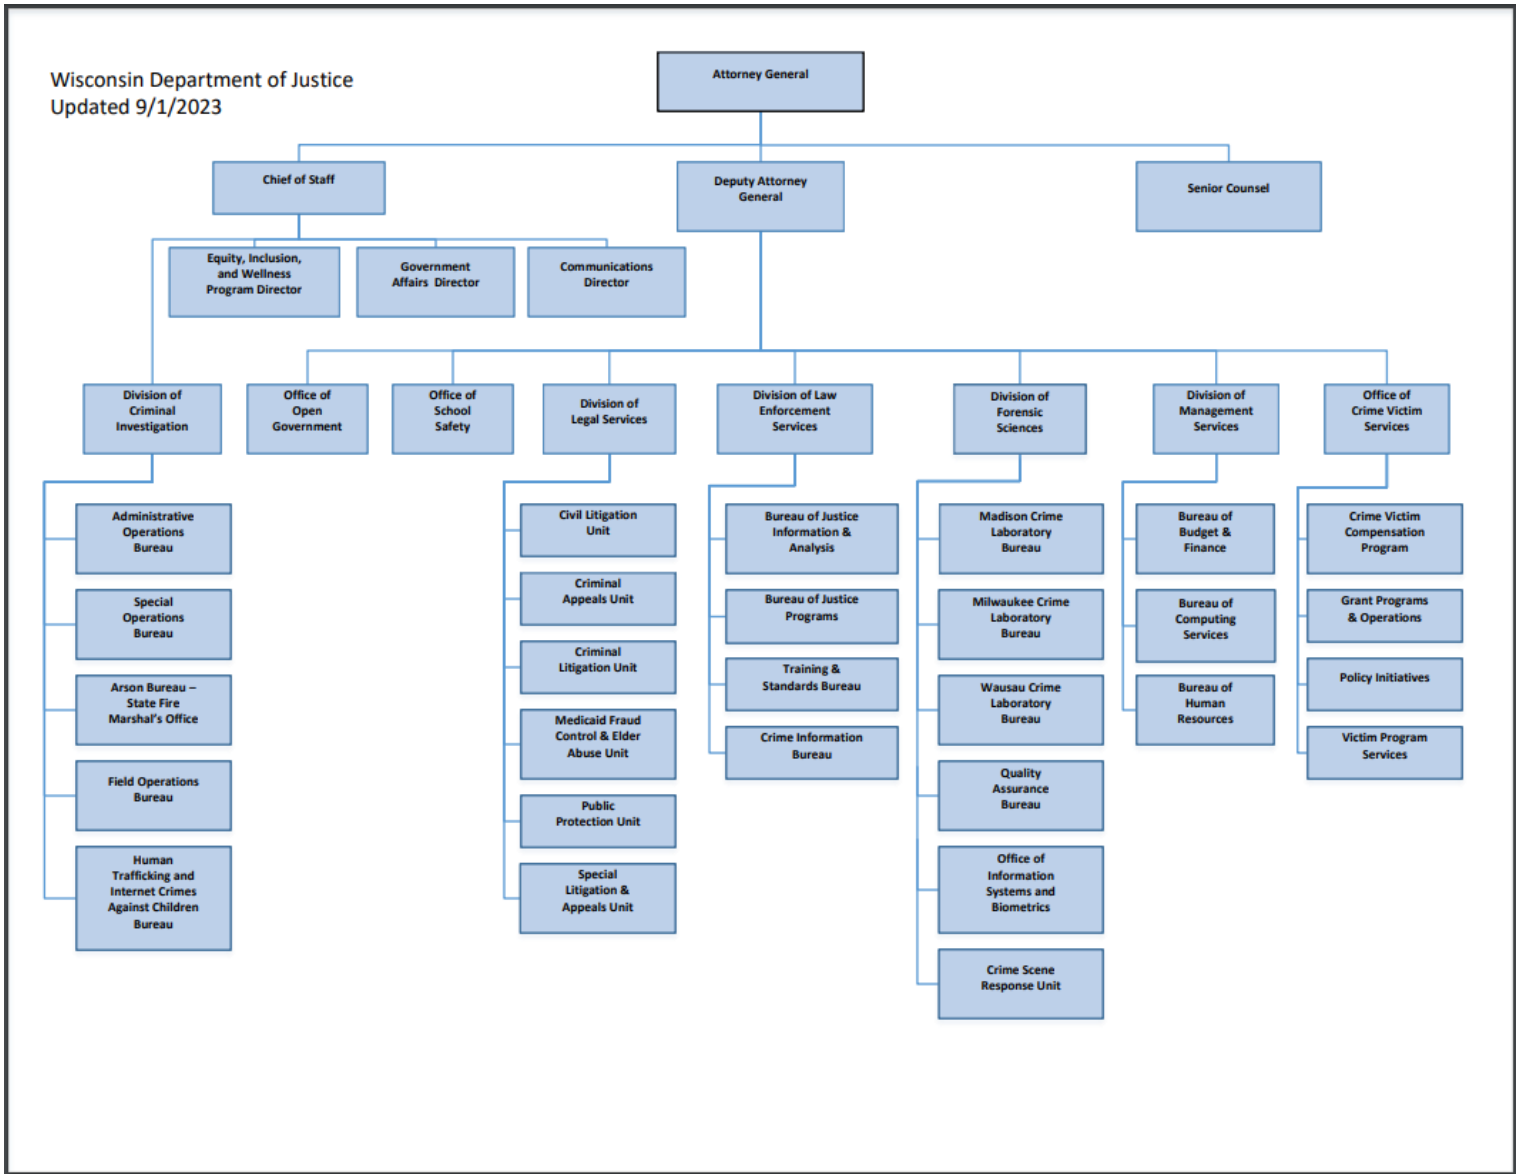 Wisconsin Department of Justice
Updated 9/1/2023
Attorney General
Chief of Staff
Deputy Attorney
General
Senior Counsel
Equity, Inclusion,
and Wellness
Program Director
Government
Affairs Director
Communications
Director
Division of
Criminal
Investigation
Office of
Open
Government
Office of
School
Safety
Division of
Legal Services
Division of Law
Enforcement
Services
Division of
Forensic
Sciences
Division of
Management
Services
Office of
Crime Victim
Services
Administrative
Operations
Bureau
Special
Operations
Bureau
Arson Bureau –
State Fire
Marshal's Office
Field Operations
Bureau
Human
Trafficking and
Internet Crimes
Against Children
Bureau
Civil Litigation
Unit
Criminal
Appeals Unit
Criminal
Litigation Unit
Medicaid Fraud
Control & Elder
Abuse Unit
Public
Protection Unit
Special
Litigation &
Appeals Unit
Bureau of Justice
Information &
Analysis
Bureau of Justice
Programs
Training &
Standards Bureau
Crime Information
Bureau
Madison Crime
Laboratory
Bureau
Milwaukee Crime
Laboratory
Bureau
Wausau Crime
Laboratory
Bureau
Quality
Assurance
Bureau
Office of
Information
Systems and
Biometrics
Crime Scene
Response Unit
Bureau of
Budget &
Finance
Bureau of
Computing
Services
Bureau of
Human
Resources
Crime Victim
Compensation
Program
Grant Programs
& Operations
Policy Initiatives
Victim Program
Services